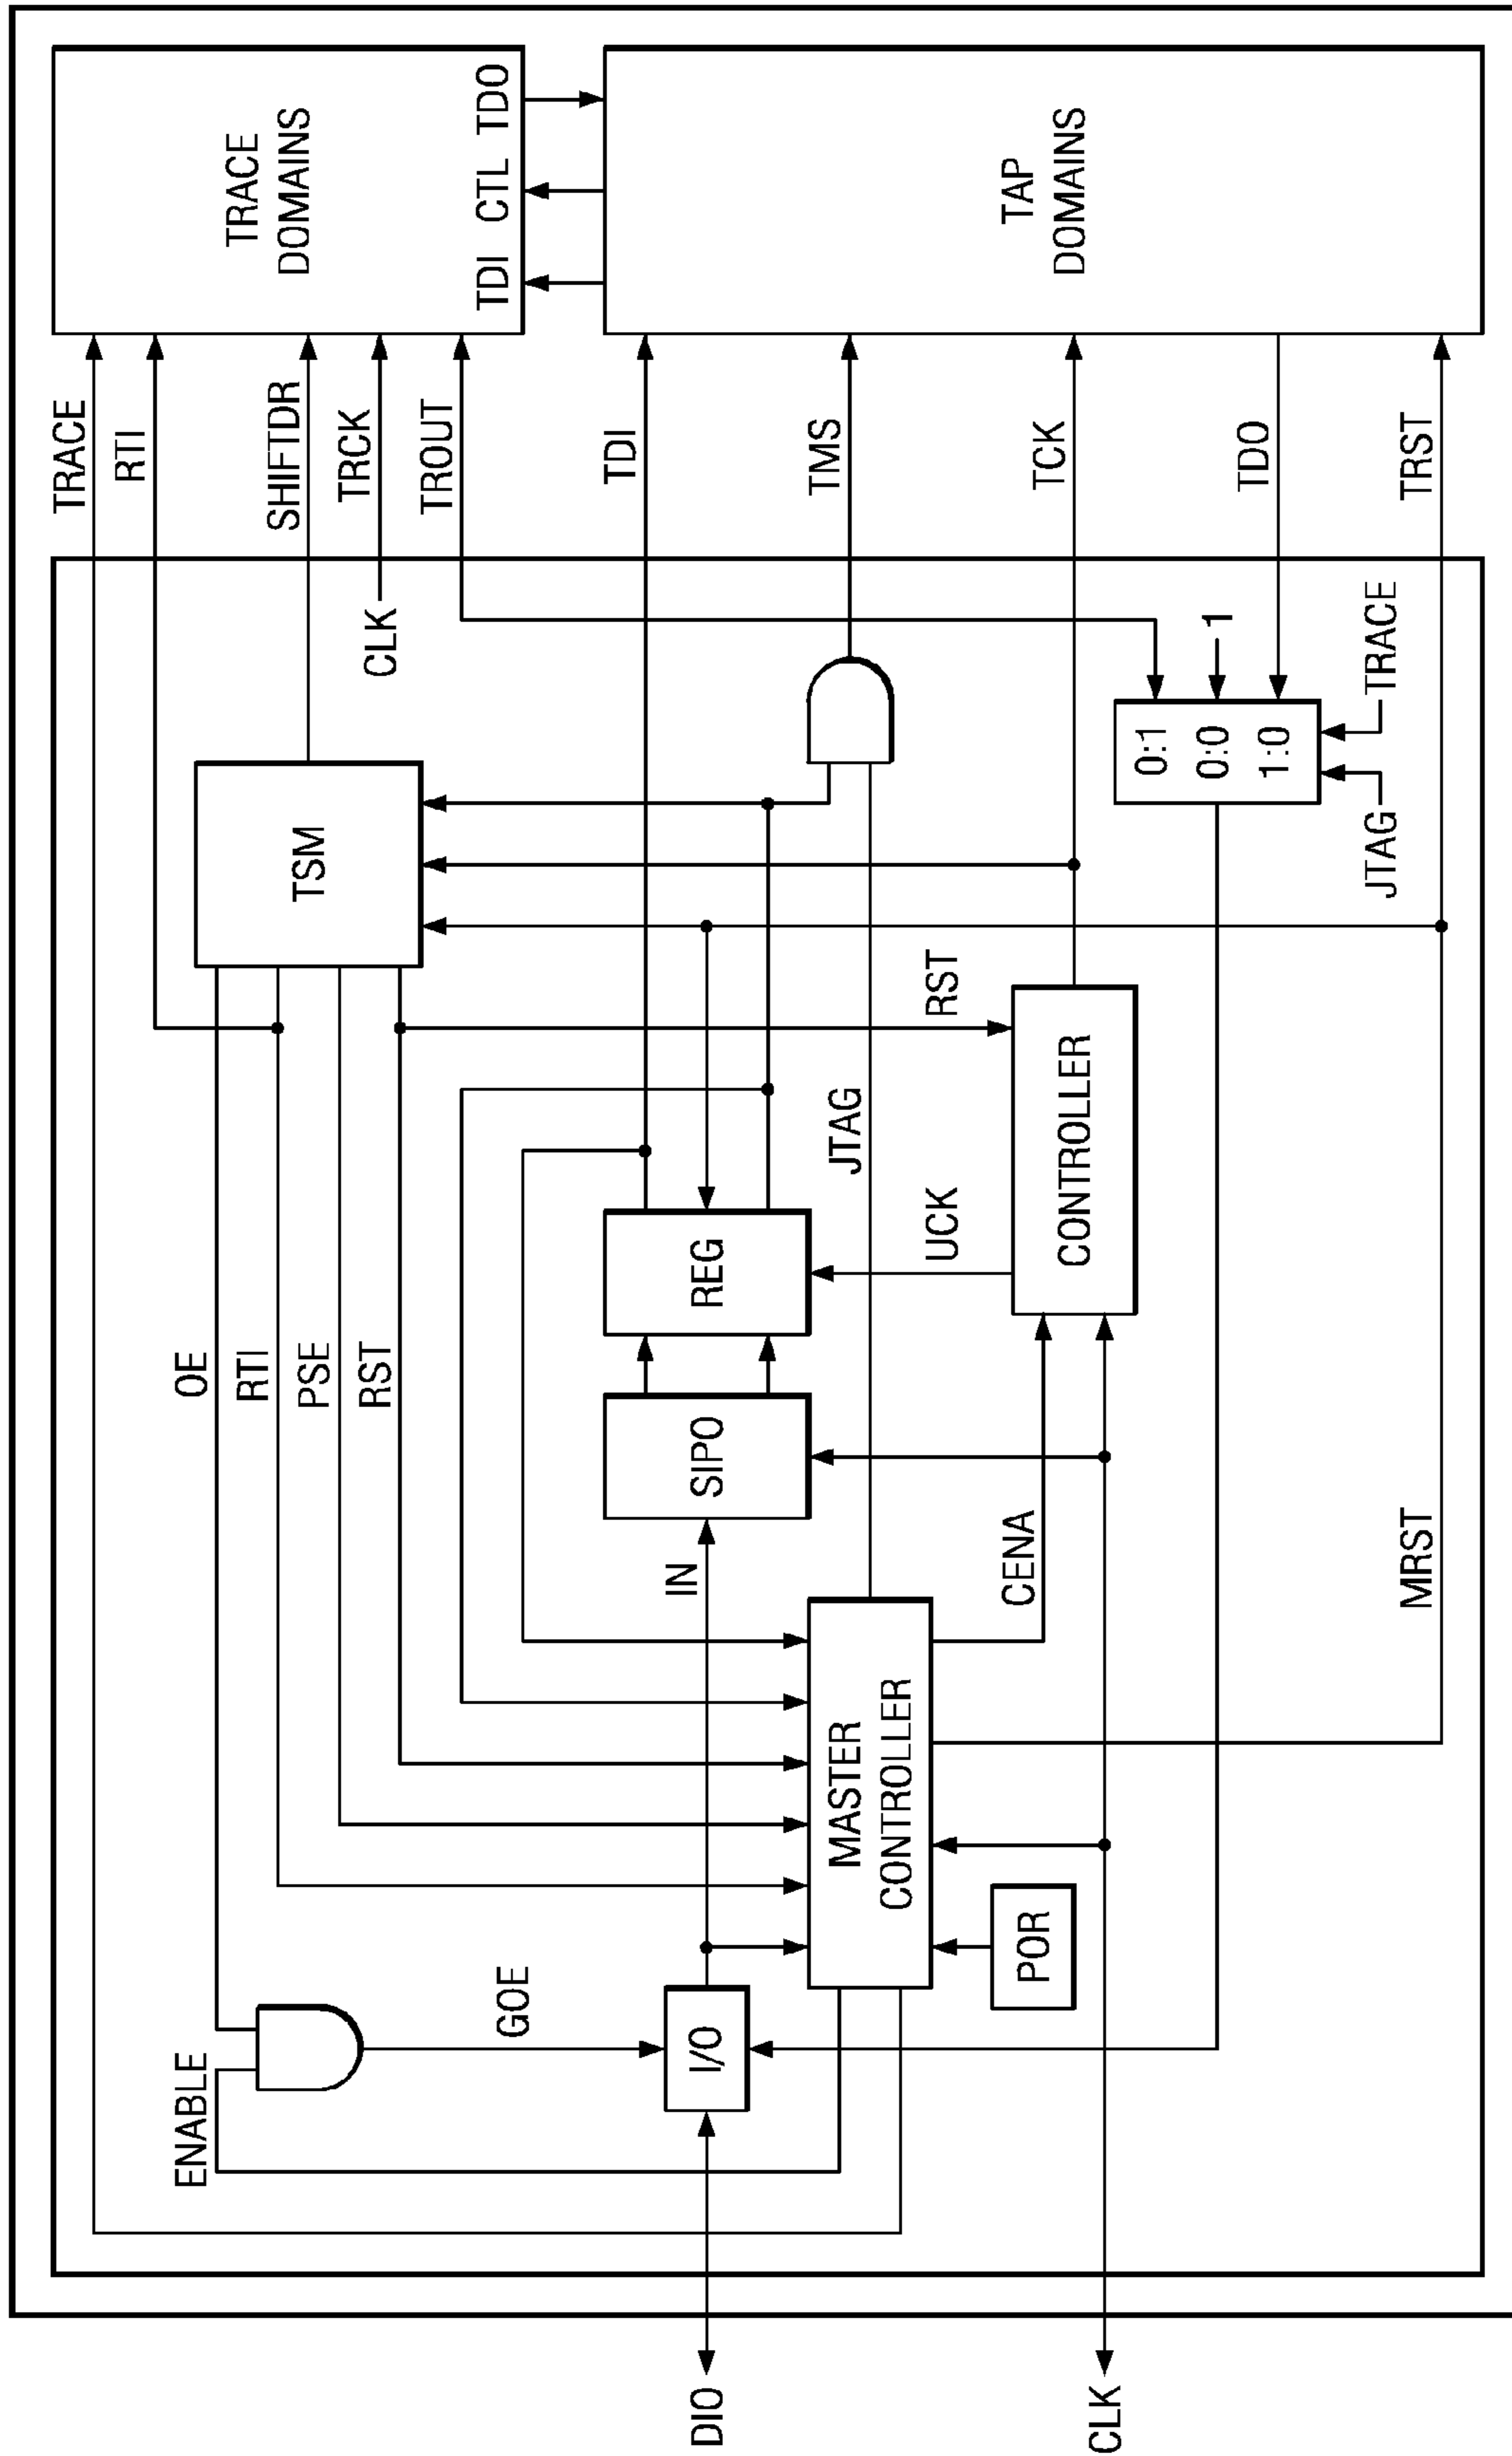 TRACE
RTI
SHIFTDR
TRCK
TROUT
TDI
TMS
TCK
TDO
TRST
TRACE
DOMAINS
TDI CTL TDO
TAP
DOMAINS
CLK
TSM
OE
RTI
PSE
RST
RST
ENABLE
GOE
I/O
IN
SIPO
REG
UCK
JTAG
CONTROLLER
CENA
MASTER
CONTROLLER
POR
MRST
0:1
0:0
1:0
1
JTAG
TRACE
DIO
CLK